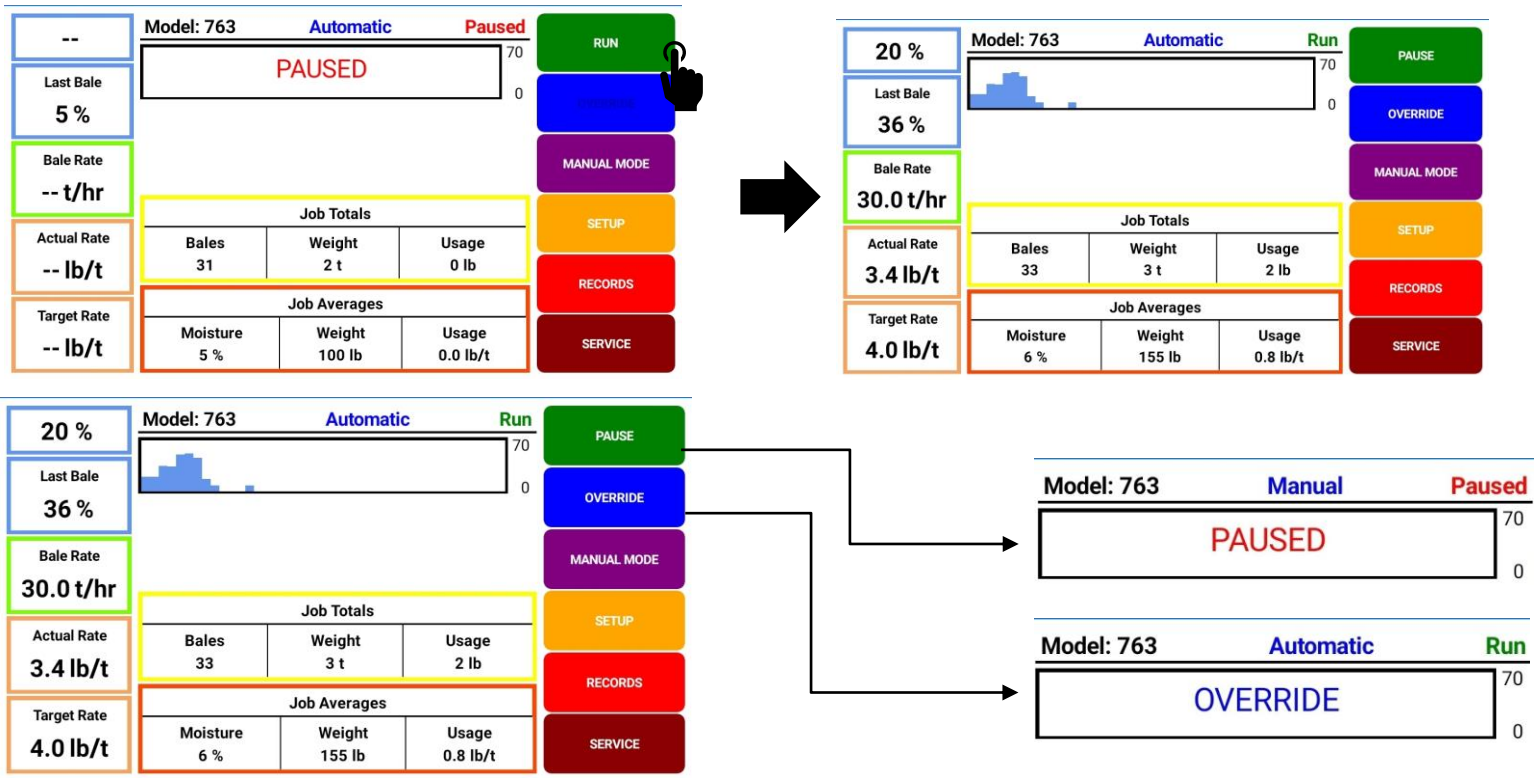 --
Last Bale
5 %
Bale Rate
-- t/hr
Actual Rate
-- lb/t
Target Rate
-- lb/t
Model: 763 Automatic Paused
PAUSED
70
0
Job Totals
Bales Weight Usage
31 2 t 0 lb
Job Averages
Moisture Weight Usage
5 % 100 lb 0.0 lb/t
RUN
OVERRIDE
MANUAL MODE
SETUP
RECORDS
SERVICE
20 %
Last Bale
36 %
Bale Rate
30.0 t/hr
Actual Rate
3.4 lb/t
Target Rate
4.0 lb/t
Model: 763 Automatic Run
70
0
Job Totals
Bales Weight Usage
33 3 t 2 lb
Job Averages
Moisture Weight Usage
6 % 155 lb 0.8 lb/t
PAUSE
OVERRIDE
MANUAL MODE
SETUP
RECORDS
SERVICE
20 %
Last Bale
36 %
Bale Rate
30.0 t/hr
Actual Rate
3.4 lb/t
Target Rate
4.0 lb/t
Model: 763 Automatic Run
70
0
Job Totals
Bales Weight Usage
33 3 t 2 lb
Job Averages
Moisture Weight Usage
6 % 155 lb 0.8 lb/t
PAUSE
OVERRIDE
MANUAL MODE
SETUP
RECORDS
SERVICE
Model: 763 Manual Paused
PAUSED
70
0
Model: 763 Automatic Run
OVERRIDE
70
0